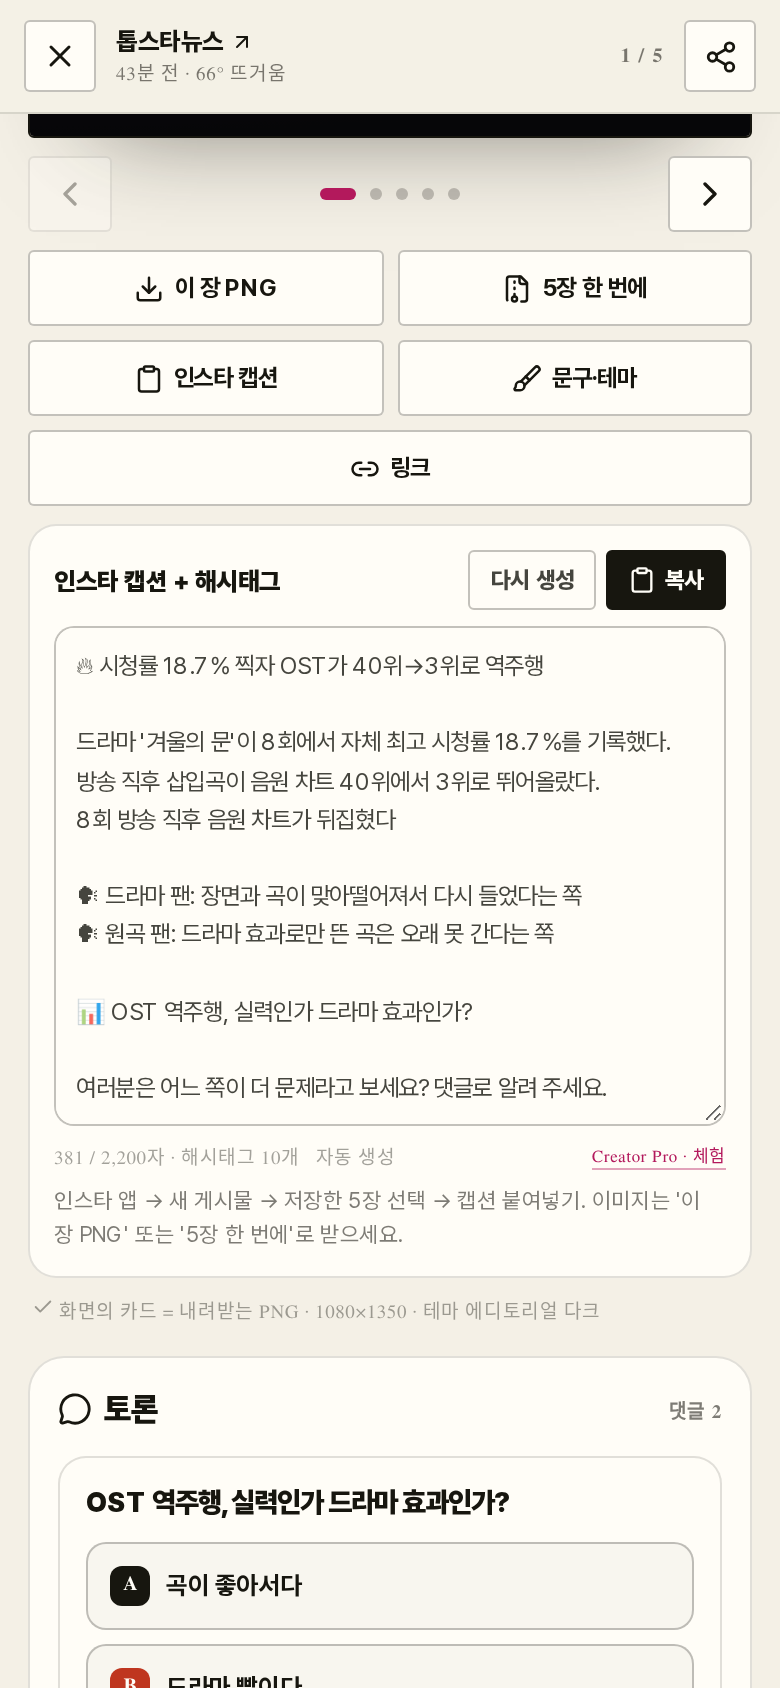 톱스타뉴스
43분 전 · 66° 뜨거움
1 / 5
이 장 PNG
5장 한 번에
인스타 캡션
문구·테마
링크
인스타 캡션 + 해시태그
다시 생성
복사
🔥 시청률 18.7% 찍자 OST가 40위→3위로 역주행
드라마 '겨울의 문'이 8회에서 자체 최고 시청률 18.7%를 기록했다.
방송 직후 삽입곡이 음원 차트 40위에서 3위로 뛰어올랐다.
8회 방송 직후 음원 차트가 뒤집혔다
🗣 드라마 팬: 장면과 곡이 맞아떨어져서 다시 들었다는 쪽
🗣 원곡 팬: 드라마 효과로만 뜬 곡은 오래 못 간다는 쪽
📊 OST 역주행, 실력인가 드라마 효과인가?
여러분은 어느 쪽이 더 문제라고 보세요? 댓글로 알려 주세요.
381 / 2,200자 · 해시태그 10개 자동 생성
Creator Pro · 체험
인스타 앱 → 새 게시물 → 저장한 5장 선택 → 캡션 붙여넣기. 이미지는 '이
장 PNG' 또는 '5장 한 번에'로 받으세요.
화면의 카드 = 내려받는 PNG · 1080×1350 · 테마 에디토리얼 다크
토론
댓글 2
OST 역주행, 실력인가 드라마 효과인가?
A 곡이 좋아서다
B 드라마 빨이다